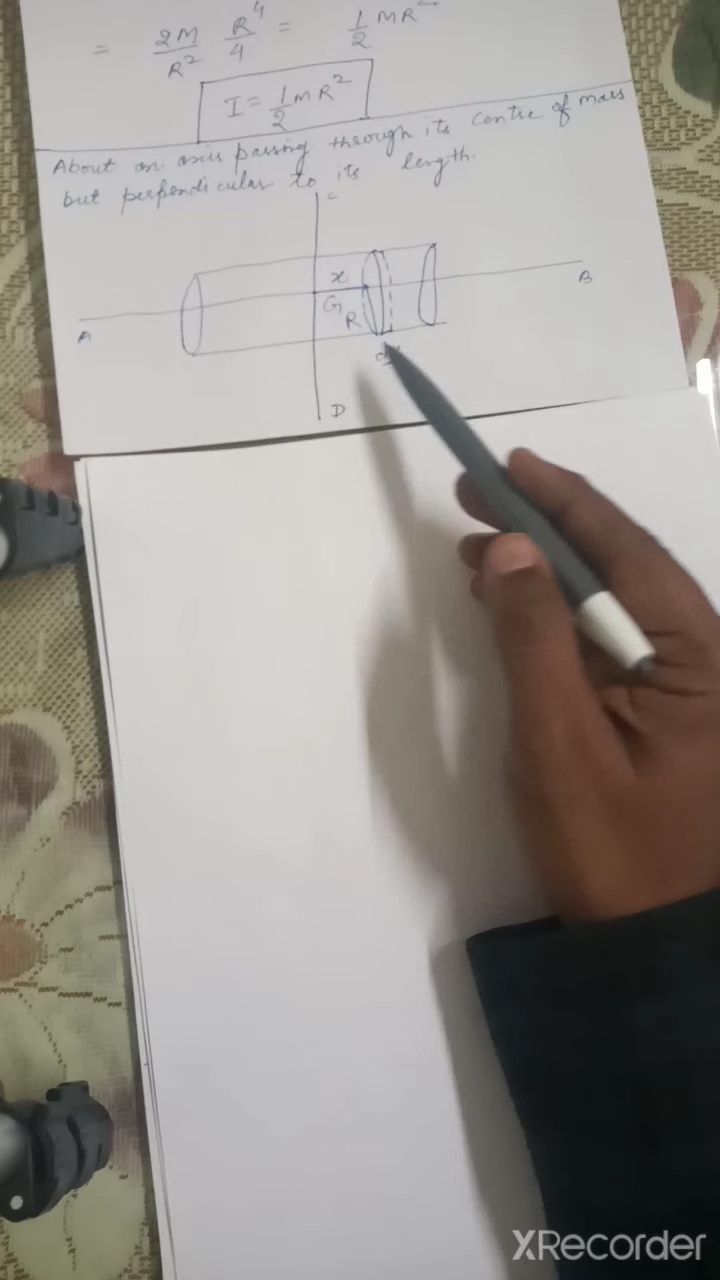 = 2M/R² R⁴/4 = 1/2 MR²
I = 1/2 MR²
About an axis passing through its centre of mass
but perpendicular to its length.
C
x
G
R
A
B
D